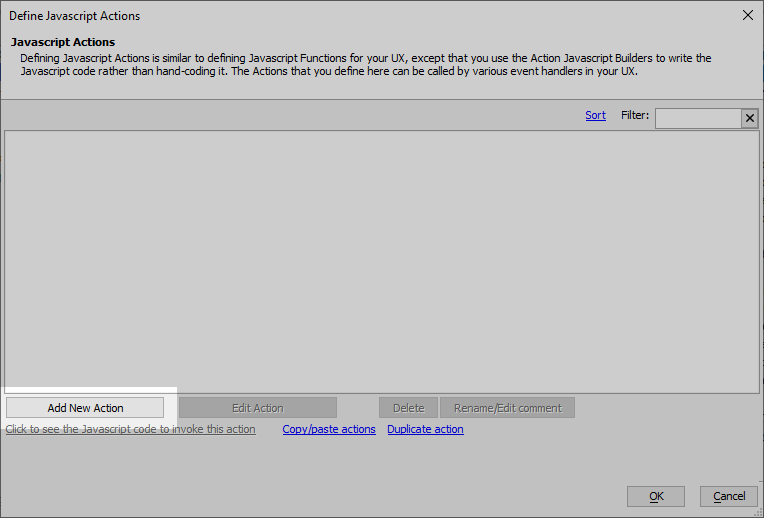 Define Javascript Actions
Javascript Actions
Defining Javascript Actions is similar to defining Javascript Functions for your UX, except that you use the Action Javascript Builders to write the
Javascript code rather than hand-coding it. The Actions that you define here can be called by various event handlers in your UX.
Sort Filter:
Add New Action Edit Action Delete Rename/Edit comment
Click to see the Javascript code to invoke this action Copy/paste actions Duplicate action
OK Cancel